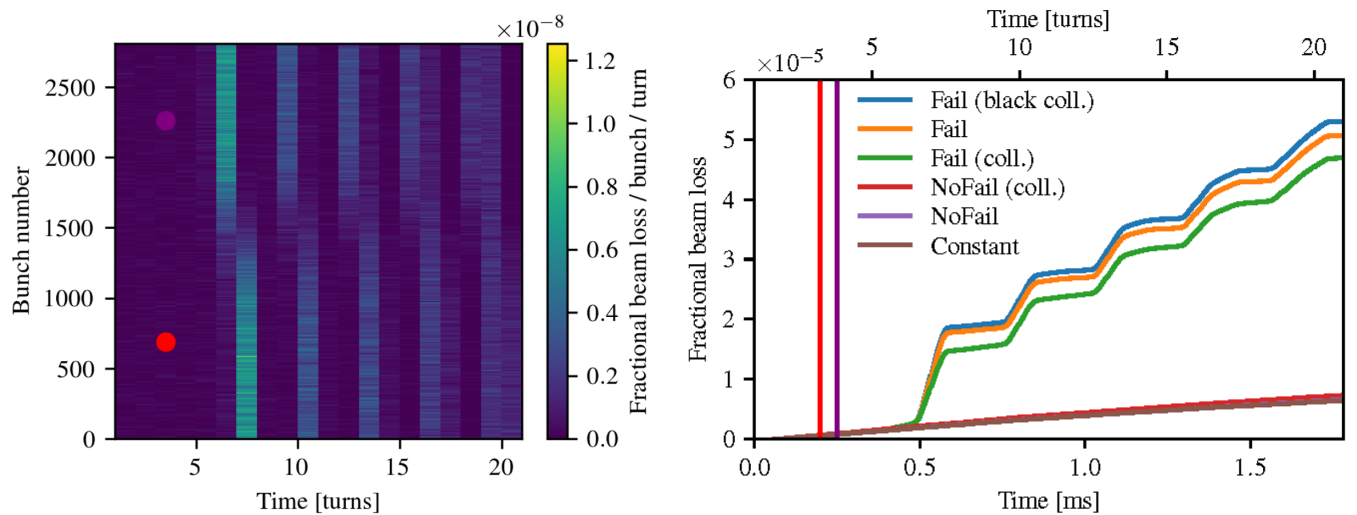 ×10⁻⁸
2500
2000
1500
1000
500
0
Bunch number
5
10
15
20
Time [turns]
1.2
1.0
0.8
0.6
0.4
0.2
0.0
Fractional beam loss / bunch / turn
Time [turns]
×10⁻⁵
5
10
15
20
6
5
4
3
2
1
0
Fractional beam loss
Fail (black coll.)
Fail
Fail (coll.)
NoFail (coll.)
NoFail
Constant
0.0
0.5
1.0
1.5
Time [ms]